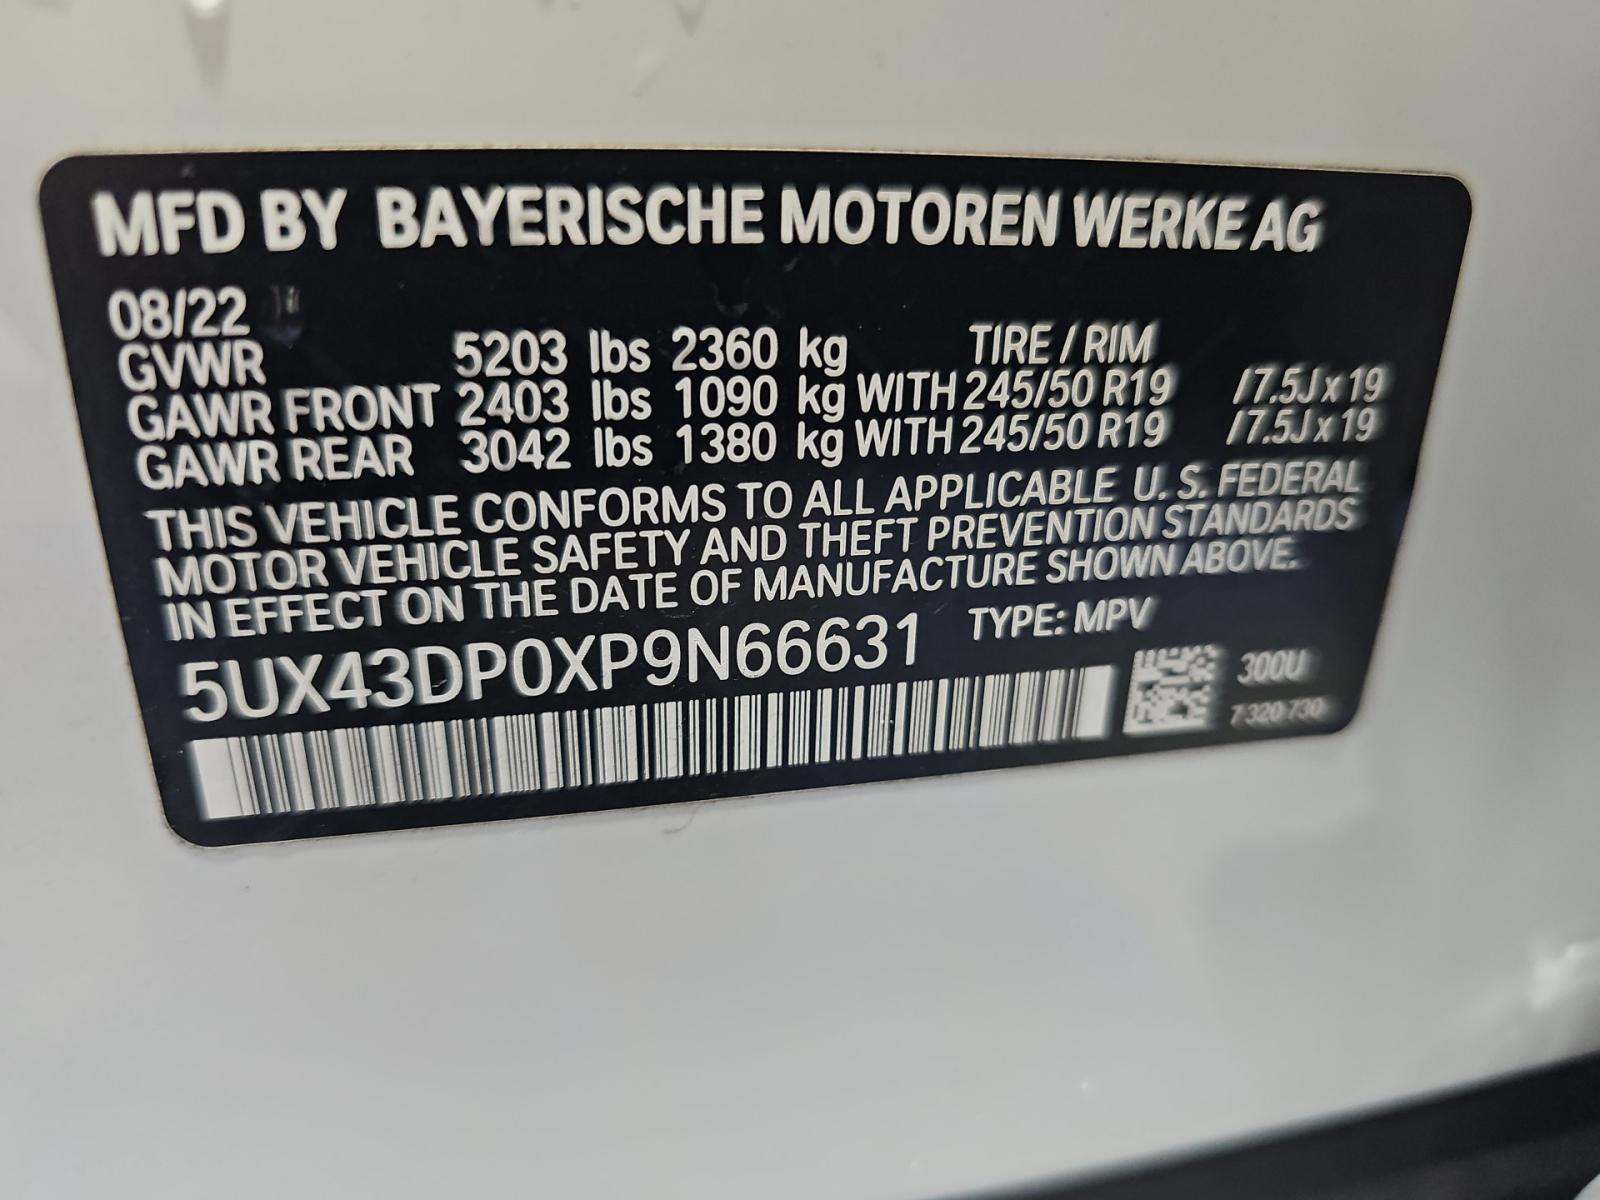 MFD BY BAYERISCHE MOTOREN WERKE AG
08/22
GVWR 5203 lbs 2360 kg TIRE / RIM
GAWR FRONT 2403 lbs 1090 kg WITH 245/50 R19 /7.5J x 19
GAWR REAR 3042 lbs 1380 kg WITH 245/50 R19 /7.5J x 19
THIS VEHICLE CONFORMS TO ALL APPLICABLE U. S. FEDERAL
MOTOR VEHICLE SAFETY AND THEFT PREVENTION STANDARDS
IN EFFECT ON THE DATE OF MANUFACTURE SHOWN ABOVE.
5UX43DP0XP9N66631 TYPE: MPV
300U
7 320 730